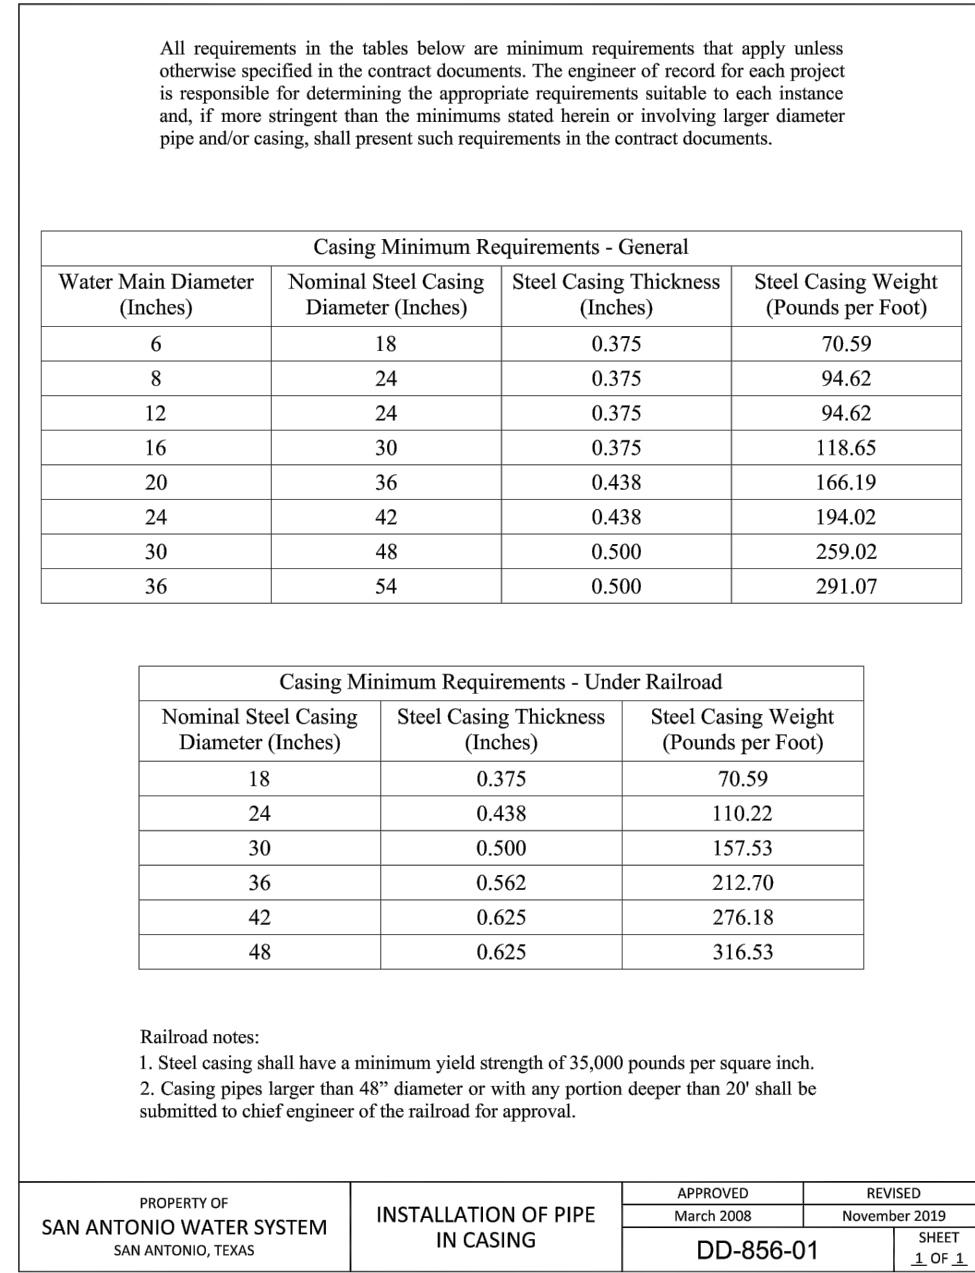 All requirements in the tables below are minimum requirements that apply unless
otherwise specified in the contract documents. The engineer of record for each project
is responsible for determining the appropriate requirements suitable to each instance
and, if more stringent than the minimums stated herein or involving larger diameter
pipe and/or casing, shall present such requirements in the contract documents.
Casing Minimum Requirements - General
Water Main Diameter (Inches) Nominal Steel Casing Diameter (Inches) Steel Casing Thickness (Inches) Steel Casing Weight (Pounds per Foot)
6 18 0.375 70.59
8 24 0.375 94.62
12 24 0.375 94.62
16 30 0.375 118.65
20 36 0.438 166.19
24 42 0.438 194.02
30 48 0.500 259.02
36 54 0.500 291.07
Casing Minimum Requirements - Under Railroad
Nominal Steel Casing Diameter (Inches) Steel Casing Thickness (Inches) Steel Casing Weight (Pounds per Foot)
18 0.375 70.59
24 0.438 110.22
30 0.500 157.53
36 0.562 212.70
42 0.625 276.18
48 0.625 316.53
Railroad notes:
1. Steel casing shall have a minimum yield strength of 35,000 pounds per square inch.
2. Casing pipes larger than 48” diameter or with any portion deeper than 20' shall be
submitted to chief engineer of the railroad for approval.
PROPERTY OF
SAN ANTONIO WATER SYSTEM
SAN ANTONIO, TEXAS
INSTALLATION OF PIPE
IN CASING
APPROVED
March 2008
REVISED
November 2019
DD-856-01
SHEET
1 OF 1